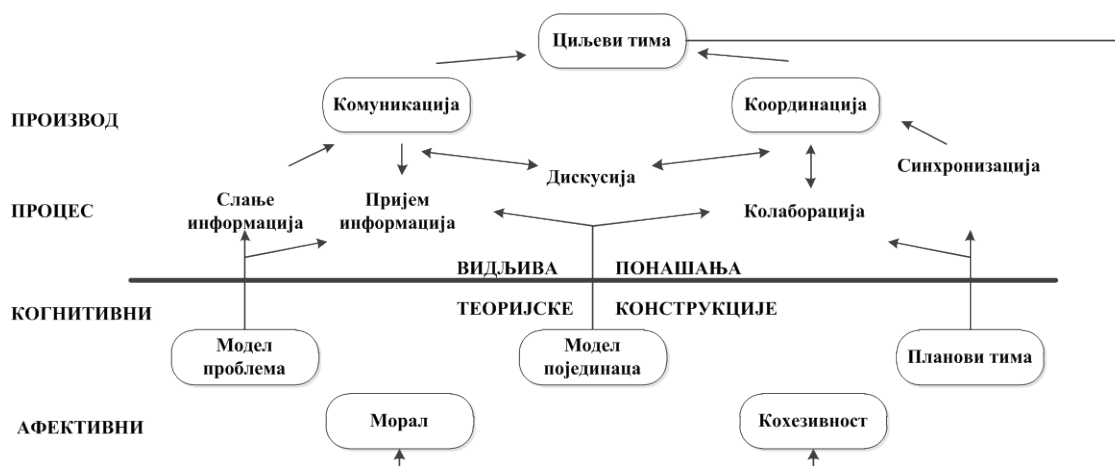 Циљеви тима
Комуникација
Координација
ПРОИЗВОД
Дискусија
Синхронизација
ПРОЦЕС
Слање
информација
Пријем
информација
Колаборација
ВИДЉИВА ПОНАШАЊА
ТЕОРИЈСКЕ КОНСТРУКЦИЈЕ
КОГНИТИВНИ
Модел
проблема
Модел
појединаца
Планови тима
АФЕКТИВНИ
Морал
Кохезивност